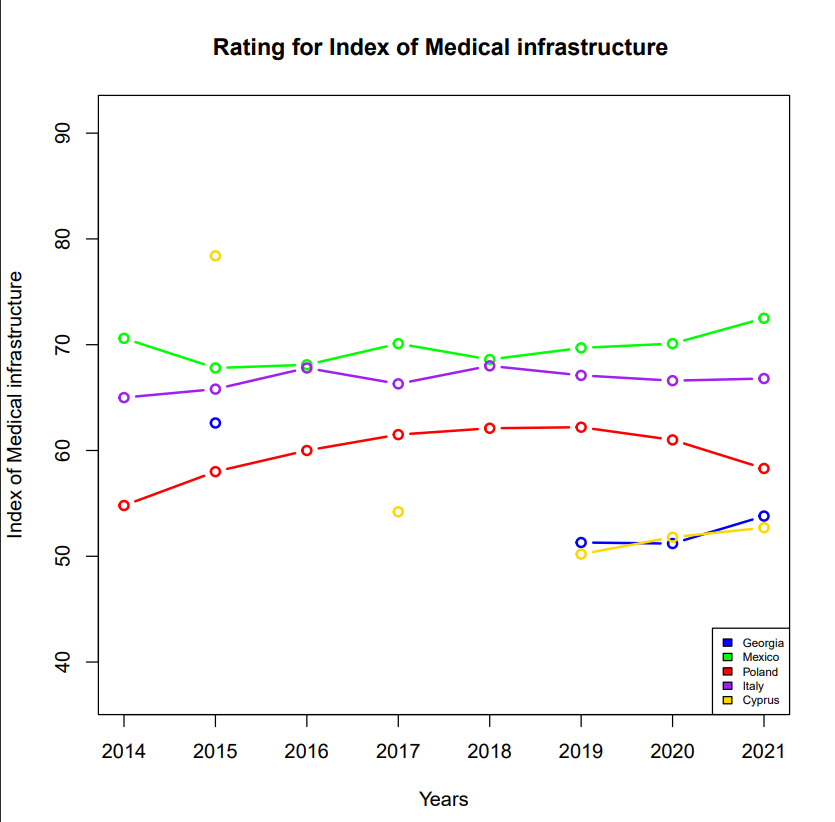 Rating for Index of Medical infrastructure
Index of Medical infrastructure
90
80
70
60
50
40
Georgia
Mexico
Poland
Italy
Cyprus
2014 2015 2016 2017 2018 2019 2020 2021
Years